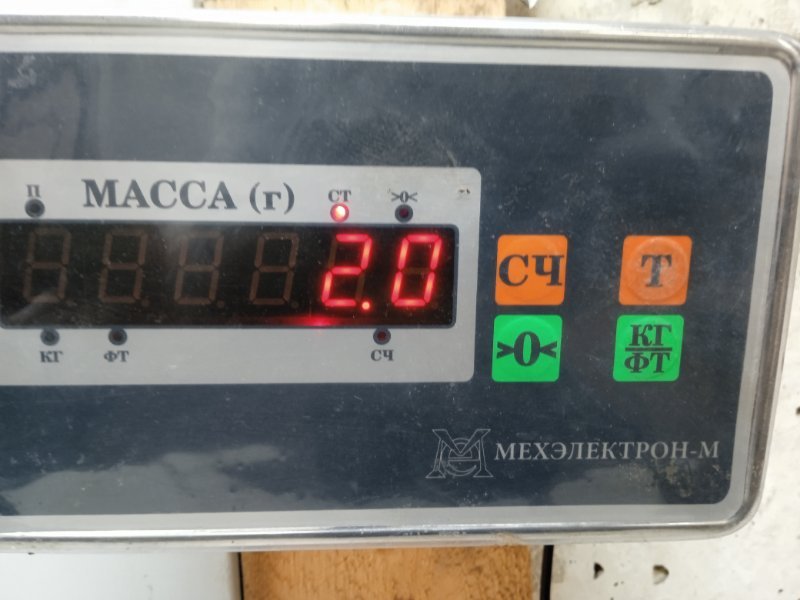 П МАССА (г) СТ >0<
2.0
КГ ФТ СЧ
СЧ Т
>0< КГ
ФТ
МЕХЭЛЕКТРОН-М